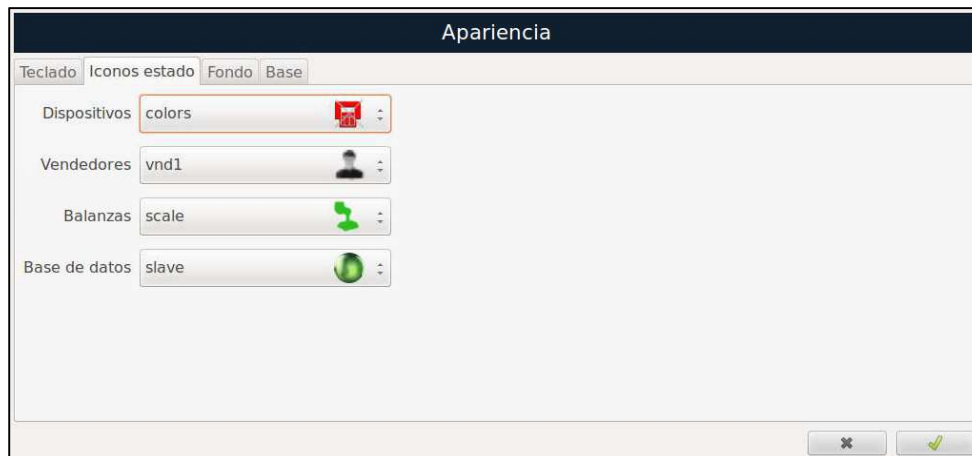 Apariencia
Teclado Iconos estado Fondo Base
Dispositivos colors
Vendedores vnd1
Balanzas scale
Base de datos slave